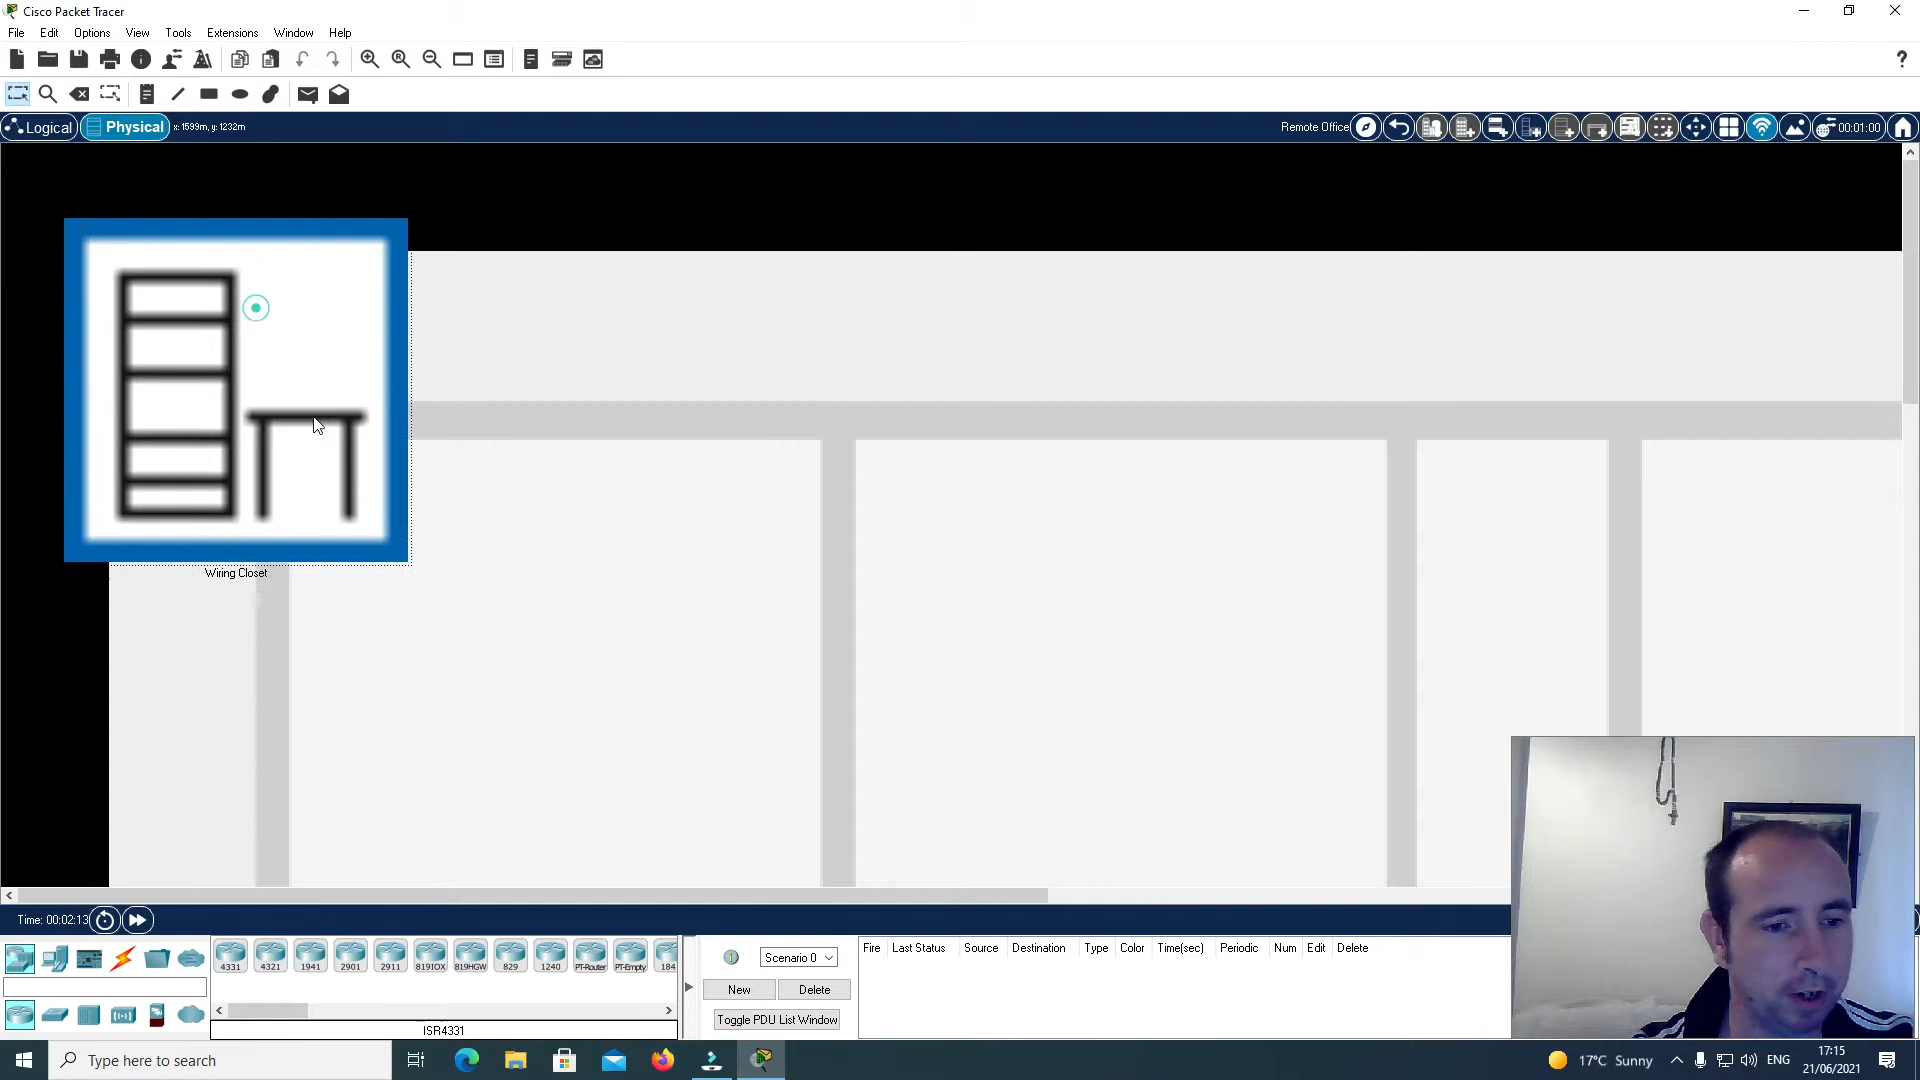 Cisco Packet Tracer
File Edit Options View Tools Extensions Window Help
Logical Physical x: 1599m, y: 1232m Remote Office 00:01:00
Wiring Closet
Time: 00:02:13
4331 4321 1941 2901 2911 819IOX 819HGW 829 1240 PT-Router PT-Empty 184
ISR4331
Scenario 0
New Delete
Toggle PDU List Window
Fire Last Status Source Destination Type Color Time(sec) Periodic Num Edit Delete
Type here to search
17°C Sunny
ENG
17:15
21/06/2021